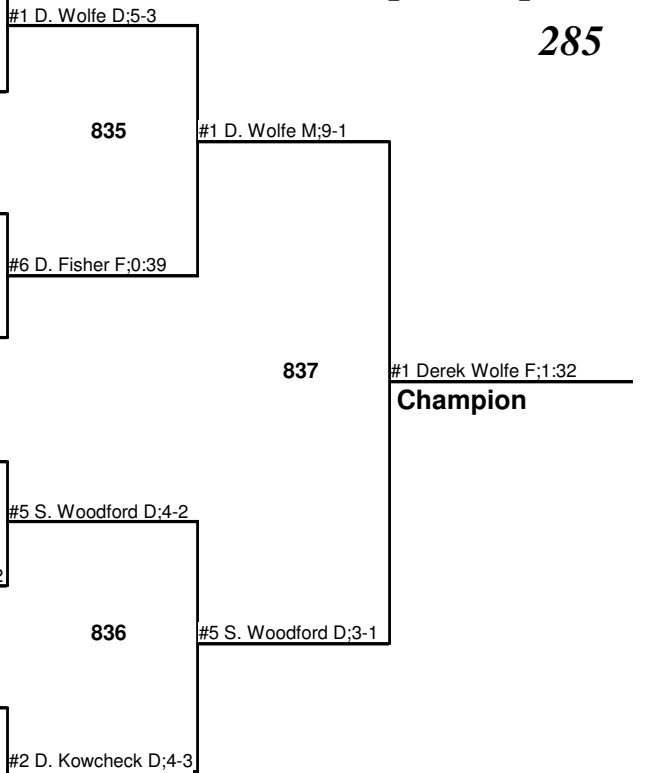 #1 D. Wolfe D;5-3
285
835
#1 D. Wolfe M;9-1
#6 D. Fisher F;0:39
837
#1 Derek Wolfe F;1:32
Champion
#5 S. Woodford D;4-2
836
#5 S. Woodford D;3-1
#2 D. Kowcheck D;4-3